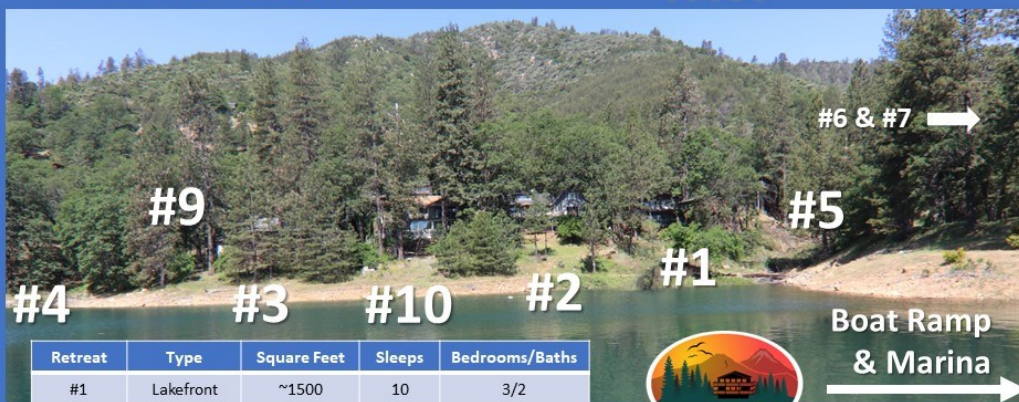 #6 & #7
#9
#5
#1
#4
#3
#10
#2
Boat Ramp
& Marina
Retreat Type Square Feet Sleeps Bedrooms/Baths
#1 Lakefront ~1500 10 3/2